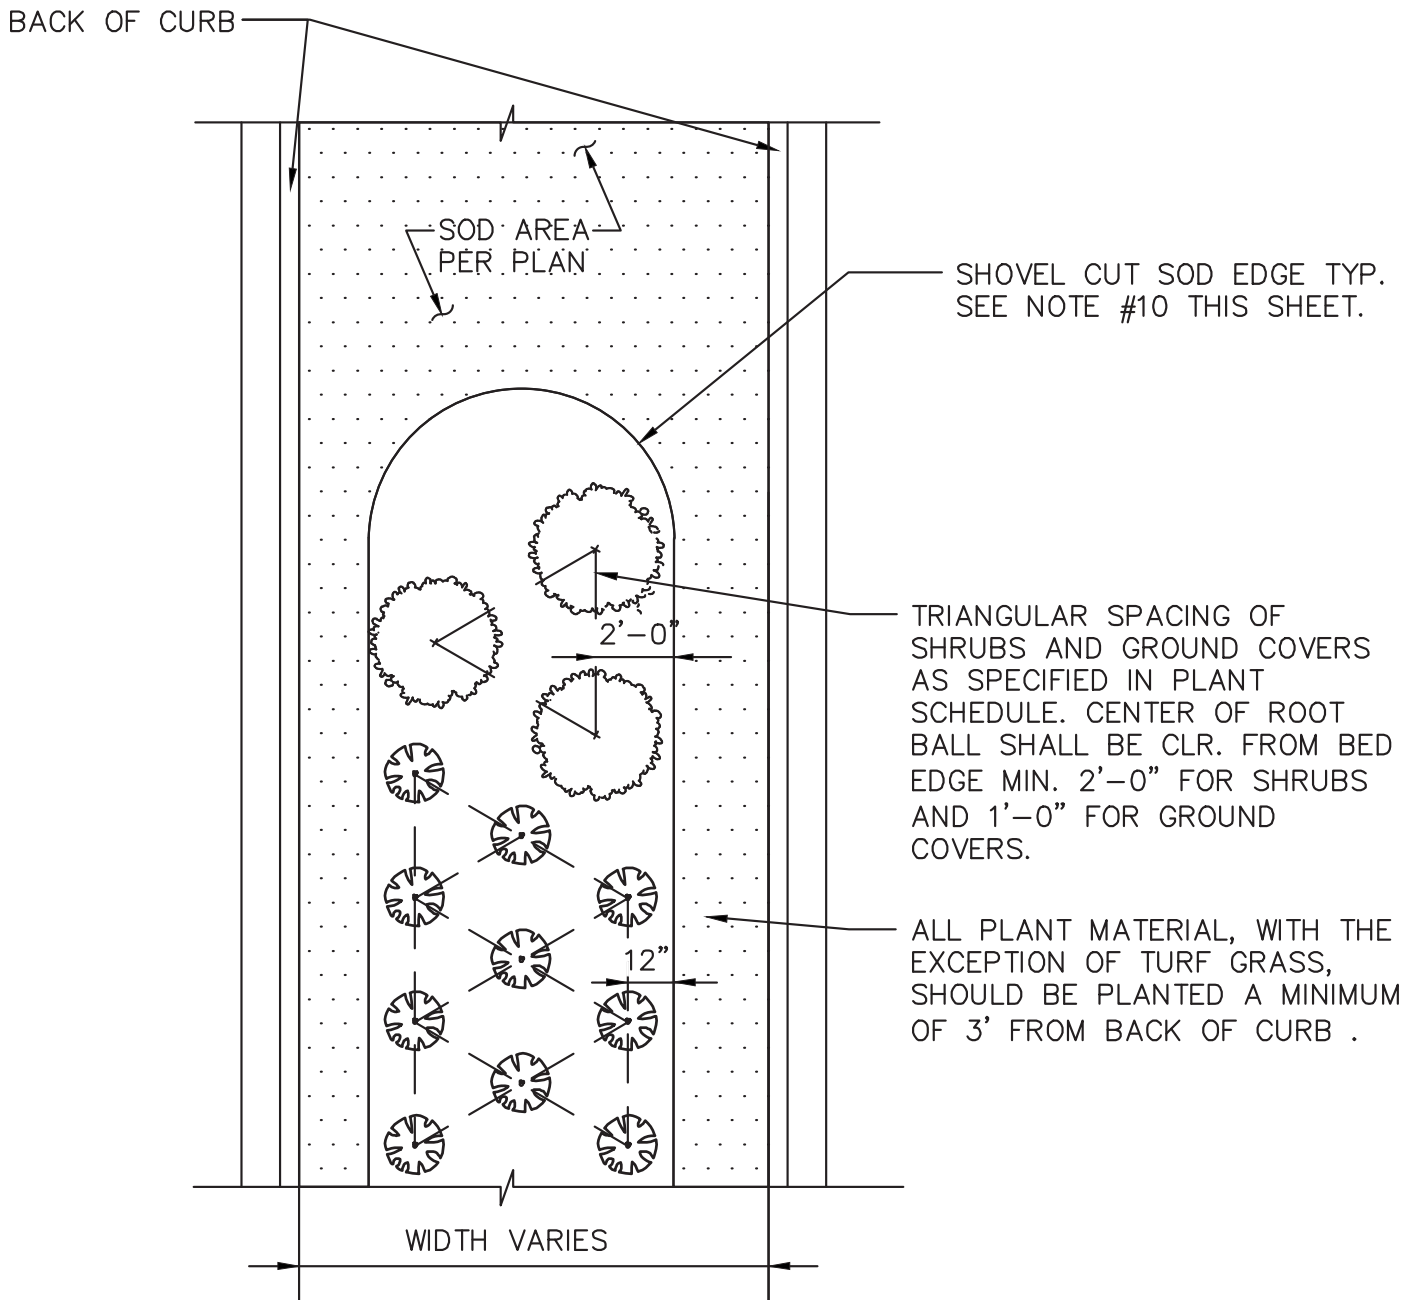 BACK OF CURB
SOD AREA
PER PLAN
SHOVEL CUT SOD EDGE TYP.
SEE NOTE #10 THIS SHEET.
TRIANGULAR SPACING OF
SHRUBS AND GROUND COVERS
AS SPECIFIED IN PLANT
SCHEDULE. CENTER OF ROOT
BALL SHALL BE CLR. FROM BED
EDGE MIN. 2'-0" FOR SHRUBS
AND 1'-0" FOR GROUND
COVERS.
2'-0"
ALL PLANT MATERIAL, WITH THE
EXCEPTION OF TURF GRASS,
SHOULD BE PLANTED A MINIMUM
OF 3' FROM BACK OF CURB .
12"
WIDTH VARIES